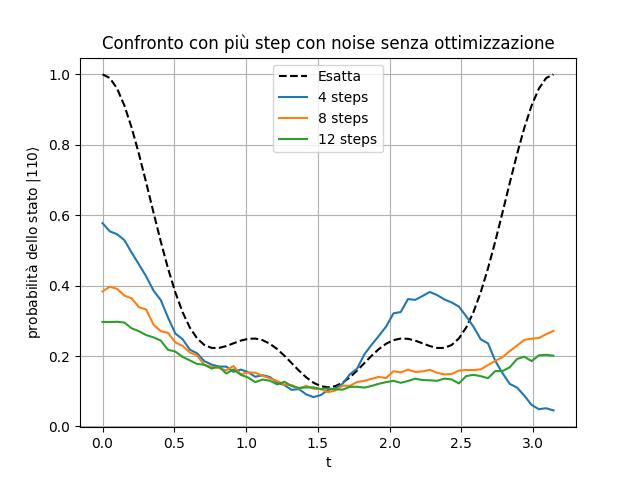 Confronto con più step con noise senza ottimizzazione
Esatta
4 steps
8 steps
12 steps
probabilità dello stato |110⟩
1.0
0.8
0.6
0.4
0.2
0.0
0.0 0.5 1.0 1.5 2.0 2.5 3.0
t